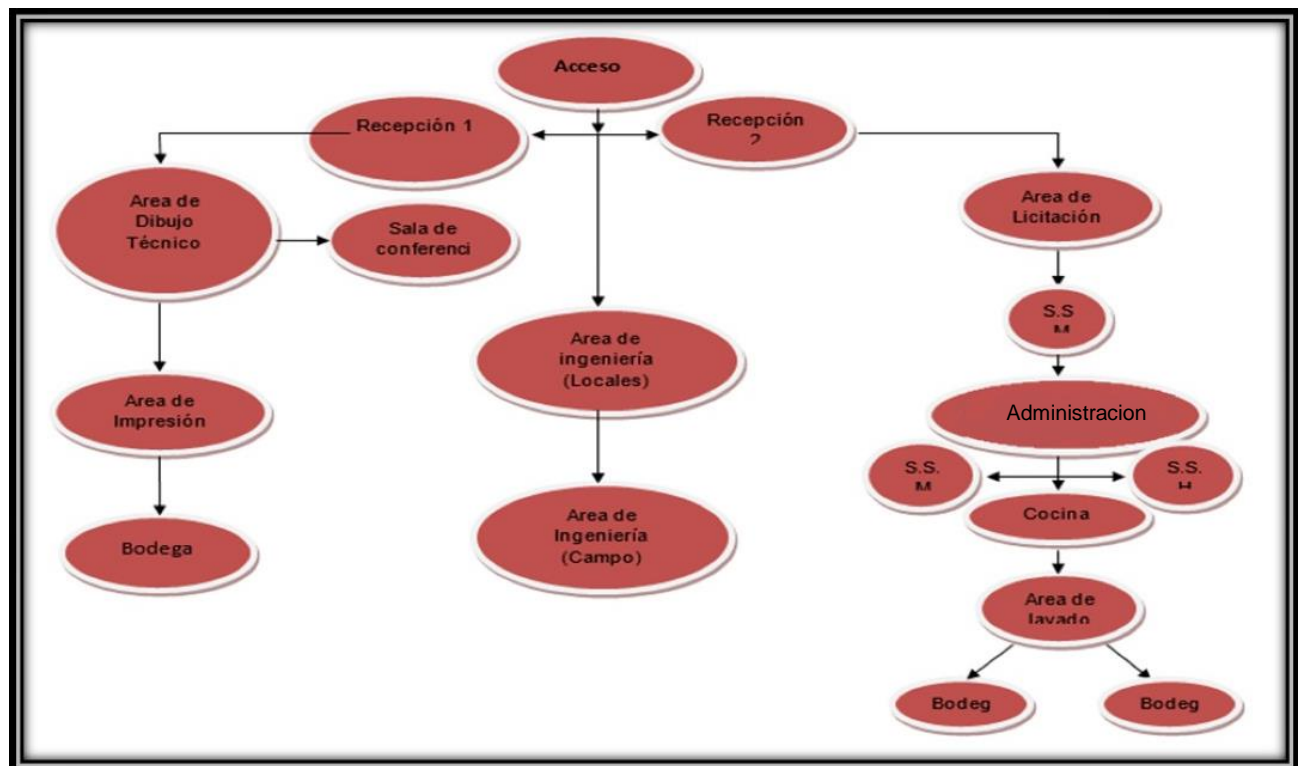 Acceso
Recepción 1
Recepción
2
Area de
Dibujo
Técnico
Sala de
conferenci
Area de
Licitación
S.S
M
Area de
ingeniería
(Locales)
Area de
Impresión
Administracion
S.S.
M
S.S.
H
Cocina
Area de
Ingeniería
(Campo)
Bodega
Area de
lavado
Bodeg
Bodeg